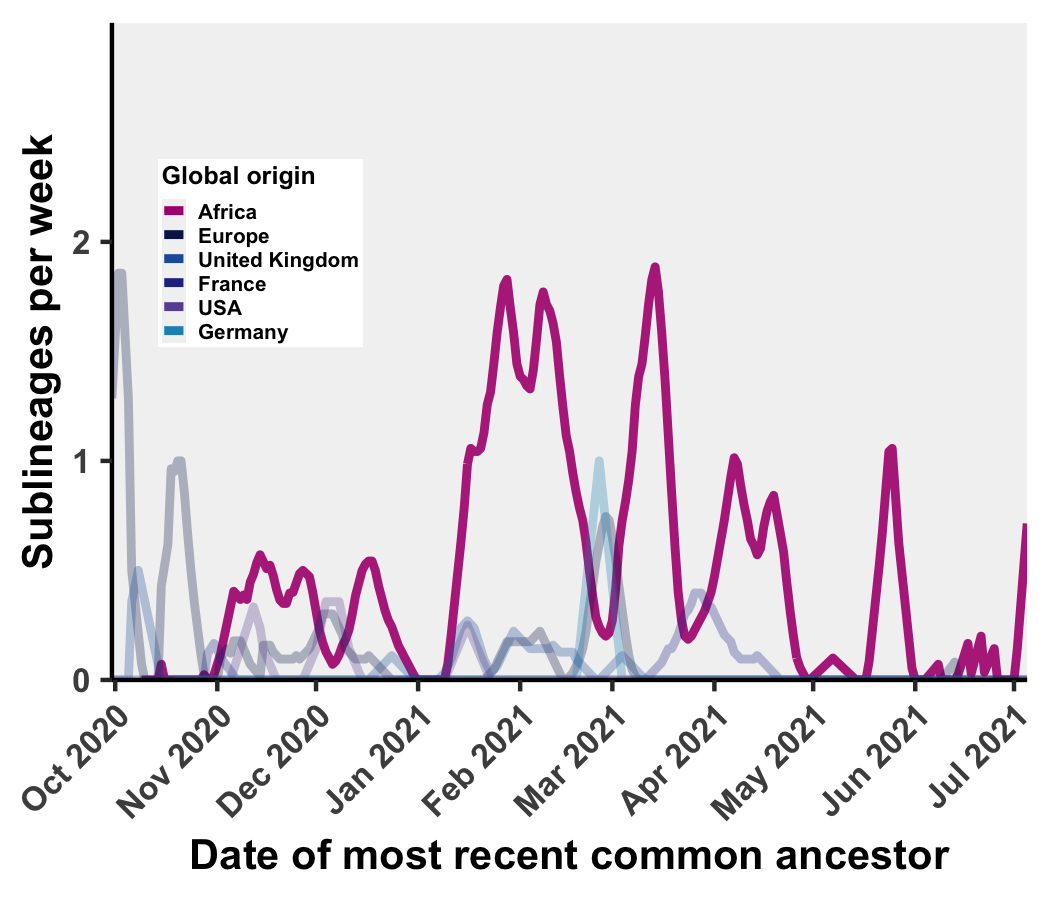 Sublineages per week
2
1
0
Global origin
Africa
Europe
United Kingdom
France
USA
Germany
Oct 2020
Nov 2020
Dec 2020
Jan 2021
Feb 2021
Mar 2021
Apr 2021
May 2021
Jun 2021
Jul 2021
Date of most recent common ancestor